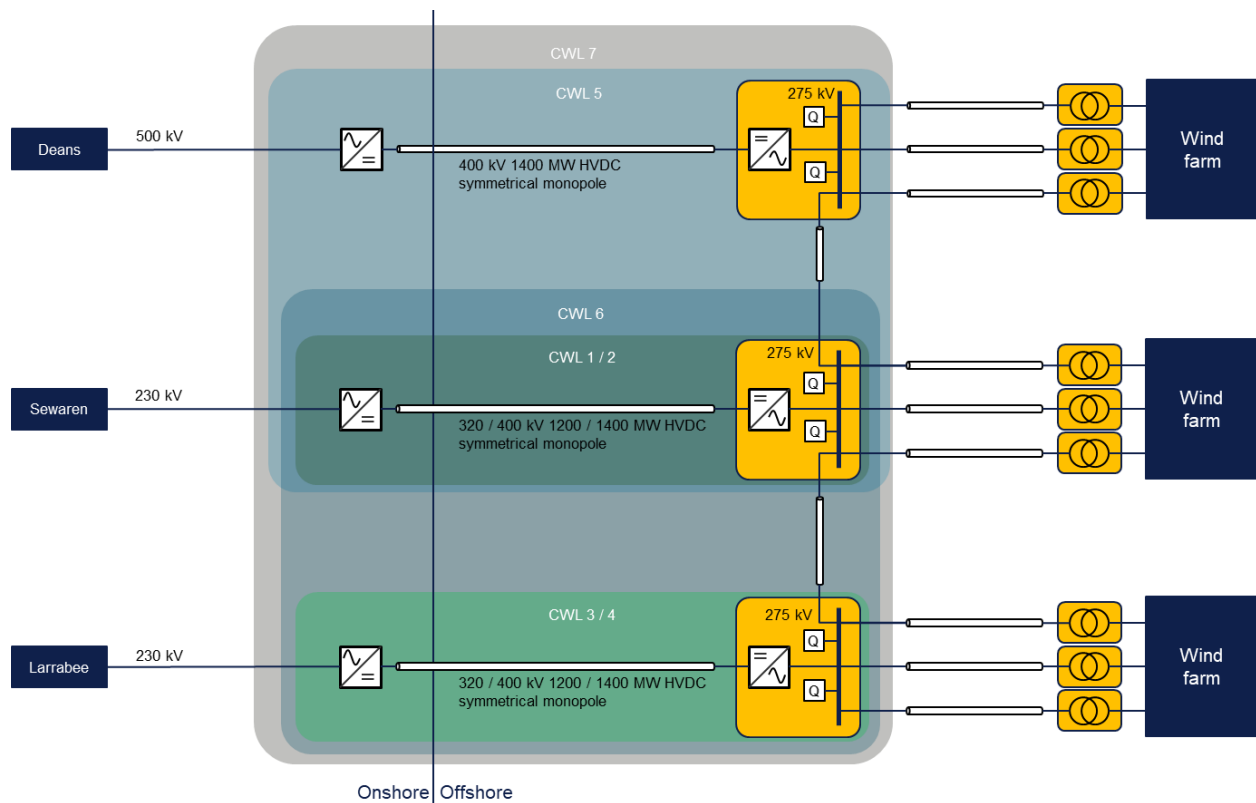 CWL 7
CWL 5
275 kV
Q
Q
Deans
500 kV
400 kV 1400 MW HVDC
symmetrical monopole
Wind
farm
CWL 6
CWL 1 / 2
275 kV
Q
Q
Sewaren
230 kV
320 / 400 kV 1200 / 1400 MW HVDC
symmetrical monopole
Wind
farm
CWL 3 / 4
275 kV
Q
Q
Larrabee
230 kV
320 / 400 kV 1200 / 1400 MW HVDC
symmetrical monopole
Wind
farm
Onshore
Offshore